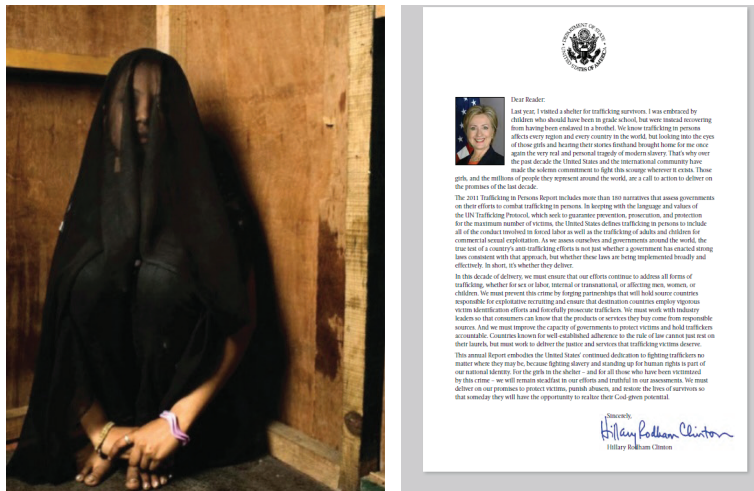 DEPARTMENT OF STATE
UNITED STATES OF AMERICA
Dear Reader:
Last year, I visited a shelter for trafficking survivors. I was embraced by
children who should have been in grade school, but were instead recovering
from having been enslaved in a brothel. We know trafficking in persons
affects every region and every country in the world, but looking into the eyes
of those girls and hearing their stories firsthand brought home for me once
again the very real and personal tragedy of modern slavery. That's why over
the past decade the United States and the international community have
made the solemn commitment to fight this scourge wherever it exists. Those
girls, and the millions of people they represent around the world, are a call to action to deliver on
the promises of the last decade.
The 2011 Trafficking in Persons Report includes more than 180 narratives that assess governments
on their efforts to combat trafficking in persons. In keeping with the language and values of
the UN Trafficking Protocol, which seek to guarantee prevention, prosecution, and protection
for the maximum number of victims, the United States defines trafficking in persons to include
all of the conduct involved in forced labor as well as the trafficking of adults and children for
commercial sexual exploitation. As we assess ourselves and governments around the world, the
true test of a country's anti-trafficking efforts is not just whether a government has enacted strong
laws consistent with that approach, but whether these laws are being implemented broadly and
effectively. In short, it's whether they deliver.
In this decade of delivery, we must ensure that our efforts continue to address all forms of
trafficking, whether for sex or labor, internal or transnational, or affecting men, women, or
children. We must prevent this crime by forging partnerships that will hold source countries
responsible for exploitative recruiting and ensure that destination countries employ vigorous
victim identification efforts and forcefully prosecute traffickers. We must work with industry
leaders so that consumers can know that the products or services they buy come from responsible
sources. And we must improve the capacity of governments to protect victims and hold traffickers
accountable. Countries known for well-established adherence to the rule of law cannot just rest on
their laurels, but must work to deliver the justice and services that trafficking victims deserve.
This annual Report embodies the United States' continued dedication to fighting traffickers no
matter where they may be, because fighting slavery and standing up for human rights is part of
our national identity. For the girls in the shelter – and for all those who have been victimized
by this crime – we will remain steadfast in our efforts and truthful in our assessments. We must
deliver on our promises to protect victims, punish abusers, and restore the lives of survivors so
that someday they will have the opportunity to realize their God-given potential.
Sincerely,
Hillary Rodham Clinton
Hillary Rodham Clinton